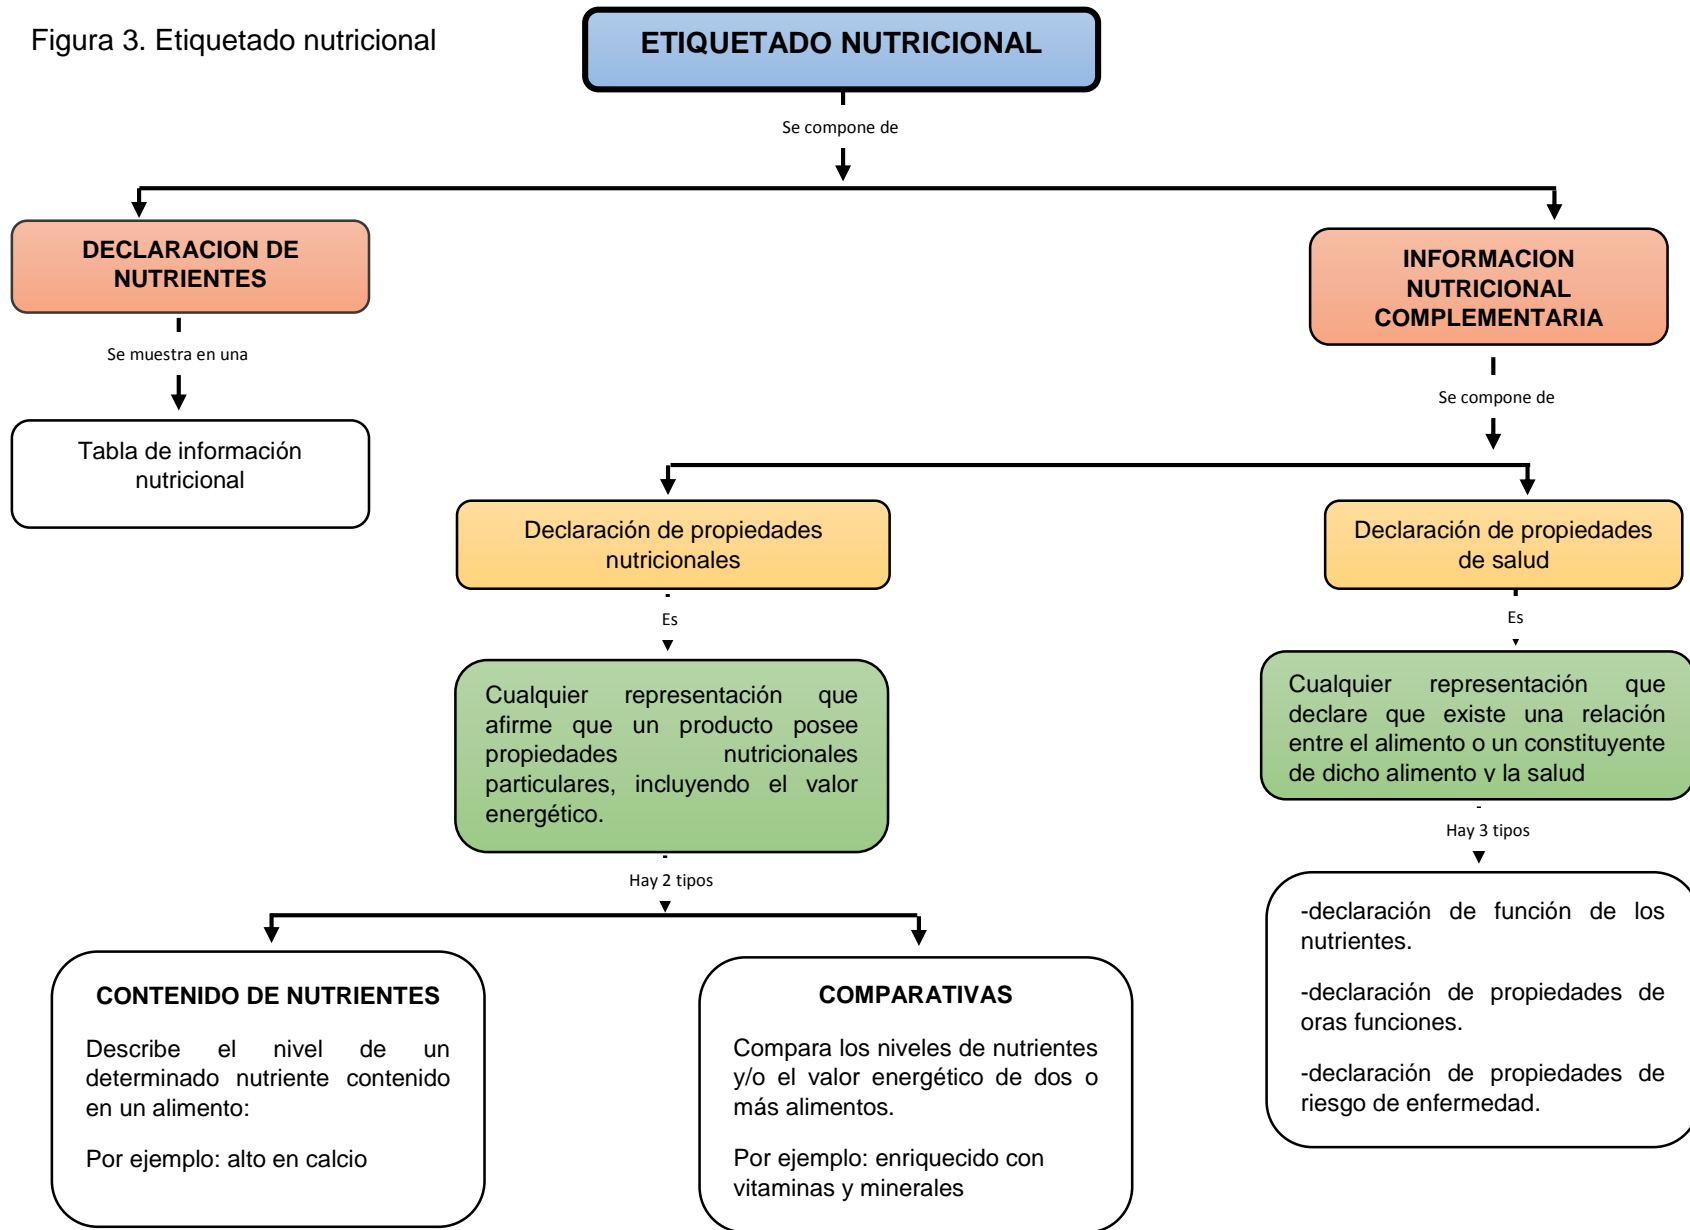 Figura 3. Etiquetado nutricional
ETIQUETADO NUTRICIONAL
Se compone de
DECLARACION DE
NUTRIENTES
Se muestra en una
Tabla de información
nutricional
INFORMACION
NUTRICIONAL
COMPLEMENTARIA
Se compone de
Declaración de propiedades
nutricionales
Es
Cualquier representación que
afirme que un producto posee
propiedades nutricionales
particulares, incluyendo el valor
energético.
Hay 2 tipos
CONTENIDO DE NUTRIENTES
Describe el nivel de un
determinado nutriente contenido
en un alimento:
Por ejemplo: alto en calcio
COMPARATIVAS
Compara los niveles de nutrientes
y/o el valor energético de dos o
más alimentos.
Por ejemplo: enriquecido con
vitaminas y minerales
Declaración de propiedades
de salud
Es
Cualquier representación que
declare que existe una relación
entre el alimento o un constituyente
de dicho alimento y la salud
Hay 3 tipos
-declaración de función de los
nutrientes.
-declaración de propiedades de
oras funciones.
-declaración de propiedades de
riesgo de enfermedad.